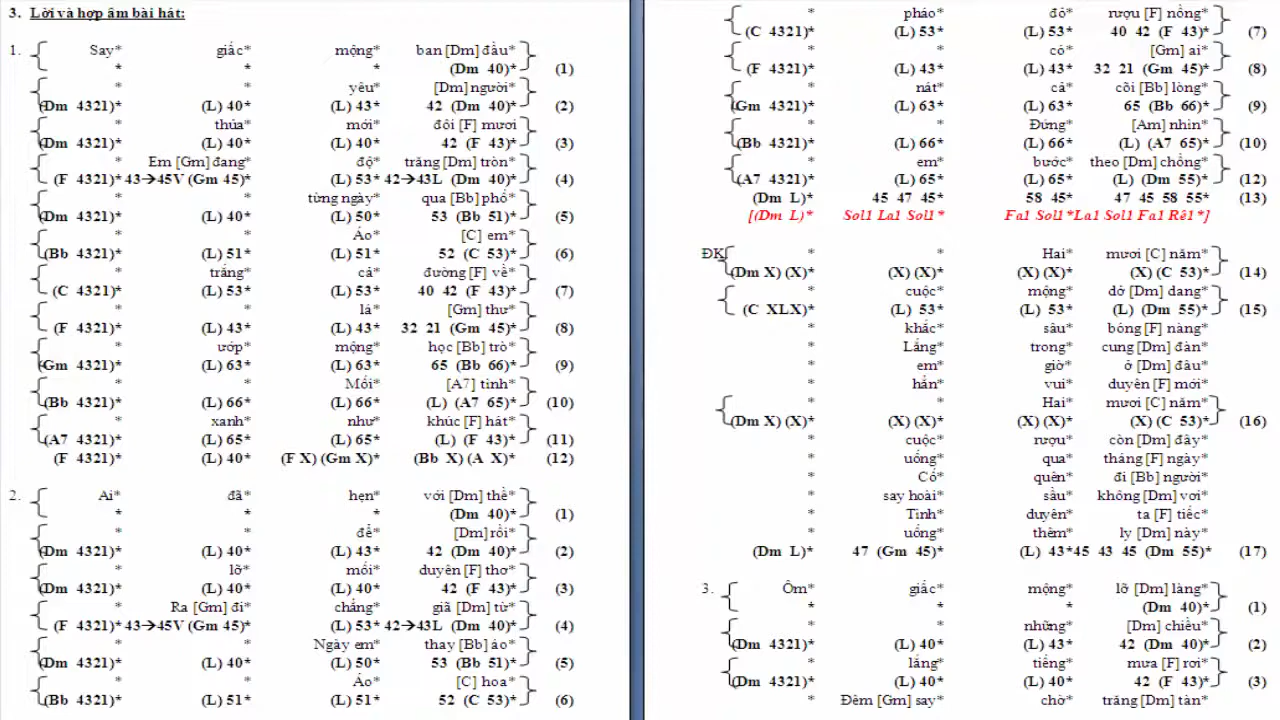 3. Lời và hợp âm bài hát:
1. Say* giấc* mộng* ban [Dm] đầu*
* * * (Dm 40)* (1)
* * yêu* [Dm] người*
(Dm 4321)* (L) 40* (L) 43* 42 (Dm 40)* (2)
* thủa* mới* đôi [F] mươi
(Dm 4321)* (L) 40* (L) 40* 42 (F 43)* (3)
* Em [Gm] đang* độ* trăng [Dm] tròn*
(F 4321)* 43→45V (Gm 45)* (L) 53* 42→43L (Dm 40)* (4)
* * từng ngày* qua [Bb] phố*
(Dm 4321)* (L) 40* (L) 50* 53 (Bb 51)* (5)
* * Áo* [C] em*
(Bb 4321)* (L) 51* (L) 51* 52 (C 53)* (6)
* trắng* cả* đường [F] về*
(C 4321)* (L) 53* (L) 53* 40 42 (F 43)* (7)
* * lá* [Gm] thư*
(F 4321)* (L) 43* (L) 43* 32 21 (Gm 45)* (8)
* ướp* mộng* học [Bb] trò*
(Gm 4321)* (L) 63* (L) 63* 65 (Bb 66)* (9)
* * Mối* [A7] tình*
(Bb 4321)* (L) 66* (L) 66* (L) (A7 65)* (10)
* xanh* như* khúc [F] hát*
(A7 4321)* (L) 65* (L) 65* (L) (F 43)* (11)
(F 4321)* (L) 40* (F X) (Gm X)* (Bb X) (A X)* (12)
2. Ai* đã* hẹn* với [Dm] thề*
* * * (Dm 40)* (1)
* * để* [Dm] rồi*
(Dm 4321)* (L) 40* (L) 43* 42 (Dm 40)* (2)
* lỡ* mối* duyên [F] thơ*
(Dm 4321)* (L) 40* (L) 40* 42 (F 43)* (3)
* Ra [Gm] đi* chẳng* giã [Dm] từ*
(F 4321)* 43→45V (Gm 45)* (L) 53* 42→43L (Dm 40)* (4)
* * Ngày em* thay [Bb] áo*
(Dm 4321)* (L) 40* (L) 50* 53 (Bb 51)* (5)
* * Áo* [C] hoa*
(Bb 4321)* (L) 51* (L) 51* 52 (C 53)* (6)
* pháo* đỏ* rượu [F] nồng*
(C 4321)* (L) 53* (L) 53* 40 42 (F 43)* (7)
* * có* [Gm] ai*
(F 4321)* (L) 43* (L) 43* 32 21 (Gm 45)* (8)
* nát* cả* cõi [Bb] lòng*
(Gm 4321)* (L) 63* (L) 63* 65 (Bb 66)* (9)
* * Đứng* [Am] nhìn*
(Bb 4321)* (L) 66* (L) 66* (L) (A7 65)* (10)
* em* bước* theo [Dm] chồng*
(A7 4321)* (L) 65* (L) 65* (L) (Dm 55)* (12)
(Dm L)* 45 47 45* 58 45* 47 45 58 55* (13)
[(Dm L)* Sol1 La1 Sol1* Fa1 Sol1*La1 Sol1 Fa1 Rê1*]
ĐK * * Hai* mươi [C] năm*
(Dm X) (X)* (X) (X)* (X) (X)* (X) (C 53)* (14)
* cuộc* mộng* dở [Dm] dang*
(C XLX)* (L) 53* (L) 53* (L) (Dm 55)* (15)
* khắc* sâu* bóng [F] nàng*
* Lắng* trong* cung [Dm] đàn*
* em* giờ* ở [Dm] đâu*
* hẳn* vui* duyên [F] mới*
* * Hai* mươi [C] năm*
(Dm X) (X)* (X) (X)* (X) (X)* (X) (C 53)* (16)
* cuộc* rượu* còn [Dm] đây*
* uống* qua* tháng [F] ngày*
* Cố* quên* đi [Bb] người*
* say hoài* sầu* không [Dm] vơi*
* Tình* duyên* ta [F] tiếc*
* uống* thêm* ly [Dm] này*
(Dm L)* 47 (Gm 45)* (L) 43*45 43 45 (Dm 55)* (17)
3. Ôm* giấc* mộng* lỡ [Dm] làng*
* * * (Dm 40)* (1)
* * những* [Dm] chiều*
(Dm 4321)* (L) 40* (L) 43* 42 (Dm 40)* (2)
* lắng* tiếng* mưa [F] rơi*
(Dm 4321)* (L) 40* (L) 40* 42 (F 43)* (3)
* Đêm [Gm] say* chờ* trăng [Dm] tàn*